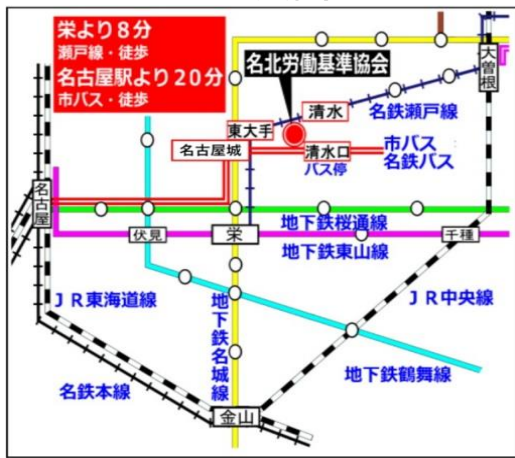 栄より８分
瀬戸線・徒歩
名古屋駅より２０分
市バス・徒歩
名北労働基準協会
大曽根
清水
名鉄瀬戸線
東大手
名古屋城
清水口
バス停
市バス
名鉄バス
名古屋
地下鉄桜通線
伏見
栄
千種
地下鉄東山線
ＪＲ東海道線
地下鉄名城線
ＪＲ中央線
名鉄本線
地下鉄鶴舞線
金山